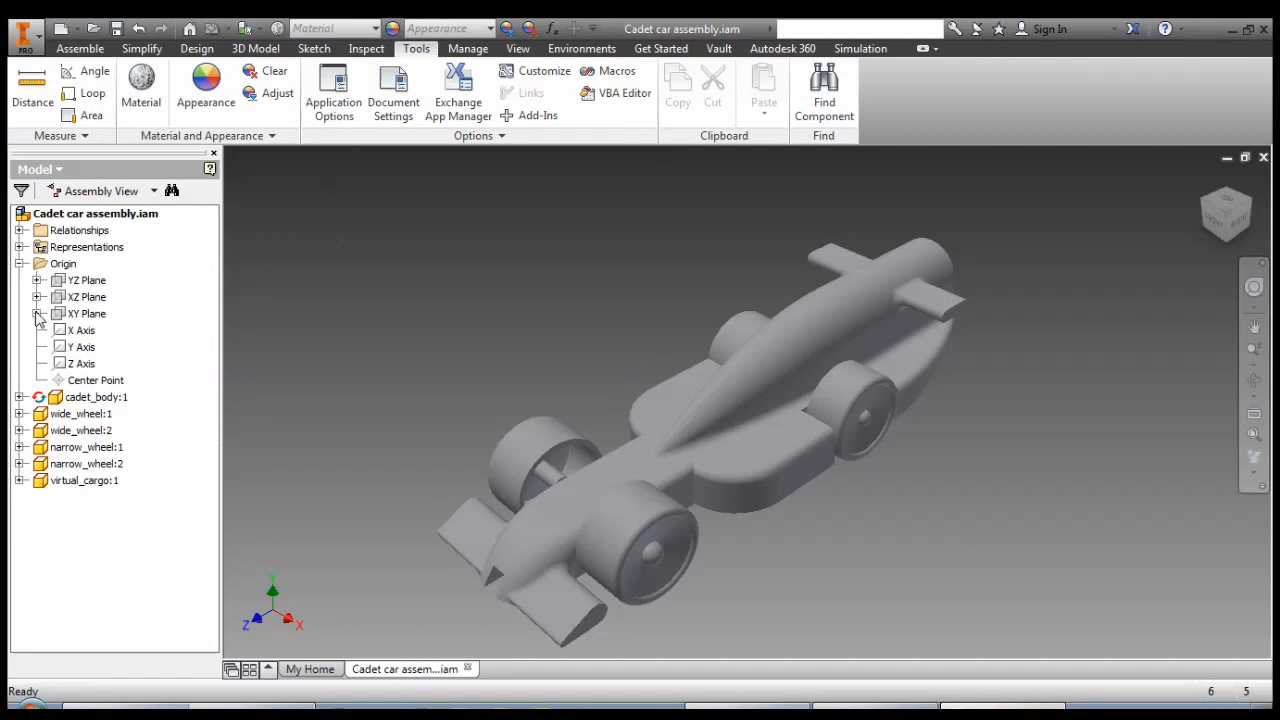 Material
Appearance
Cadet car assembly.iam
Sign In
PRO
Assemble Simplify Design 3D Model Sketch Inspect Tools Manage View Environments Get Started Vault Autodesk 360 Simulation
Angle Clear Customize Macros
Loop Adjust Links VBA Editor
Distance Area Material Appearance Application Options Document Settings Exchange App Manager Add-Ins Copy Cut Paste Find Component
Measure Material and Appearance Options Clipboard Find
Model
Assembly View
Cadet car assembly.iam
Relationships
Representations
Origin
YZ Plane
XZ Plane
XY Plane
X Axis
Y Axis
Z Axis
Center Point
cadet_body:1
wide_wheel:1
wide_wheel:2
narrow_wheel:1
narrow_wheel:2
virtual_cargo:1
Y
Z X
My Home Cadet car assem...iam
Ready 6 5